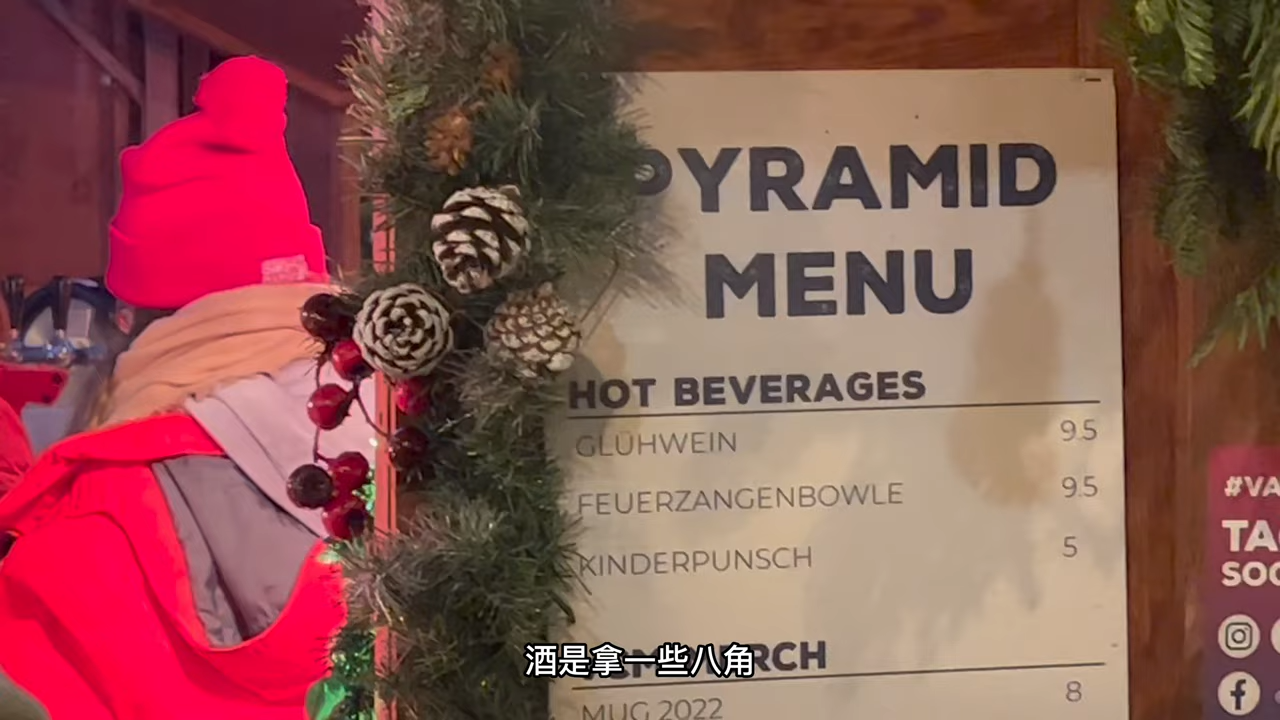 PYRAMID
MENU
HOT BEVERAGES
GLÜHWEIN 9.5
FEUERZANGENBOWLE 9.5
KINDERPUNSCH 5
MUG 2022 8
#VA
TA
SOC
酒是拿一些八角